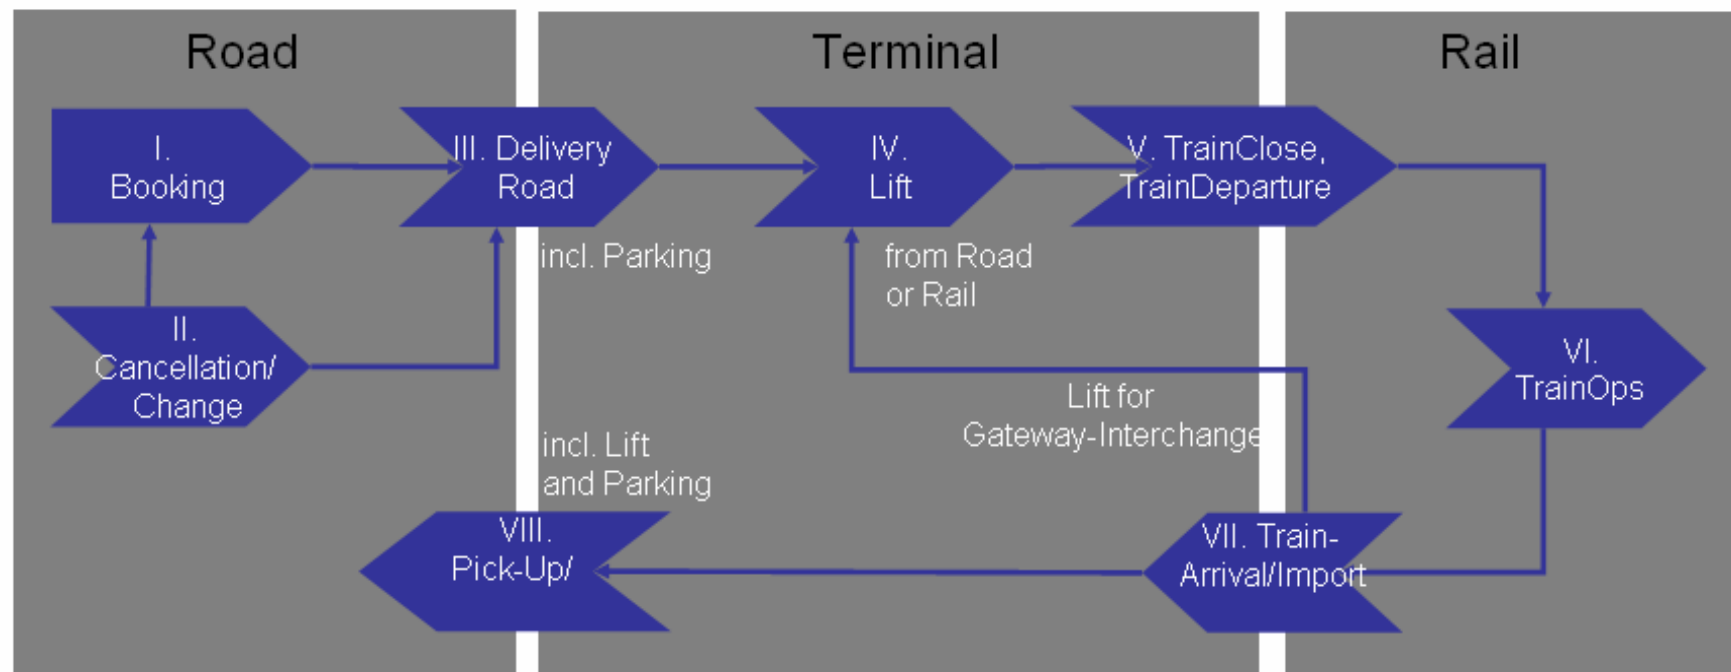 Road
Terminal
Rail
I.
Booking
III. Delivery
Road
IV.
Lift
V. TrainClose,
TrainDeparture
incl. Parking
from Road
or Rail
II.
Cancellation/
Change
VI.
TrainOps
Lift for
Gateway-Interchange
incl. Lift
and Parking
VIII.
Pick-Up/
VII. Train-
Arrival/Import